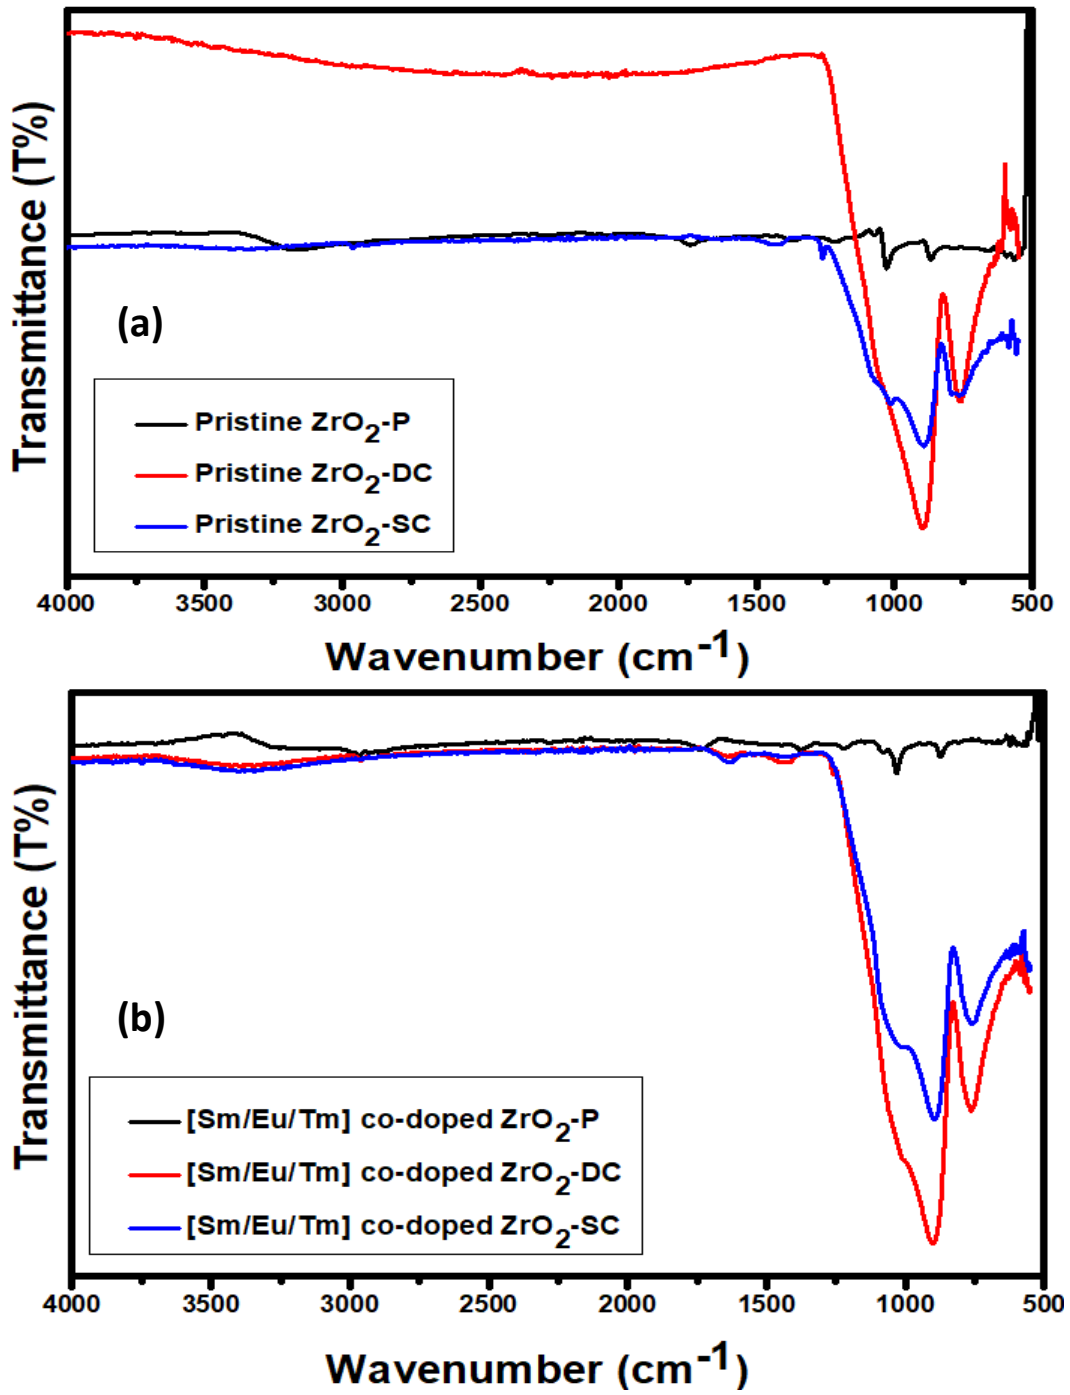 Transmittance (T%)
(a)
Pristine ZrO2-P
Pristine ZrO2-DC
Pristine ZrO2-SC
4000 3500 3000 2500 2000 1500 1000 500
Wavenumber (cm-1)
Transmittance (T%)
(b)
[Sm/Eu/Tm] co-doped ZrO2-P
[Sm/Eu/Tm] co-doped ZrO2-DC
[Sm/Eu/Tm] co-doped ZrO2-SC
4000 3500 3000 2500 2000 1500 1000 500
Wavenumber (cm-1)